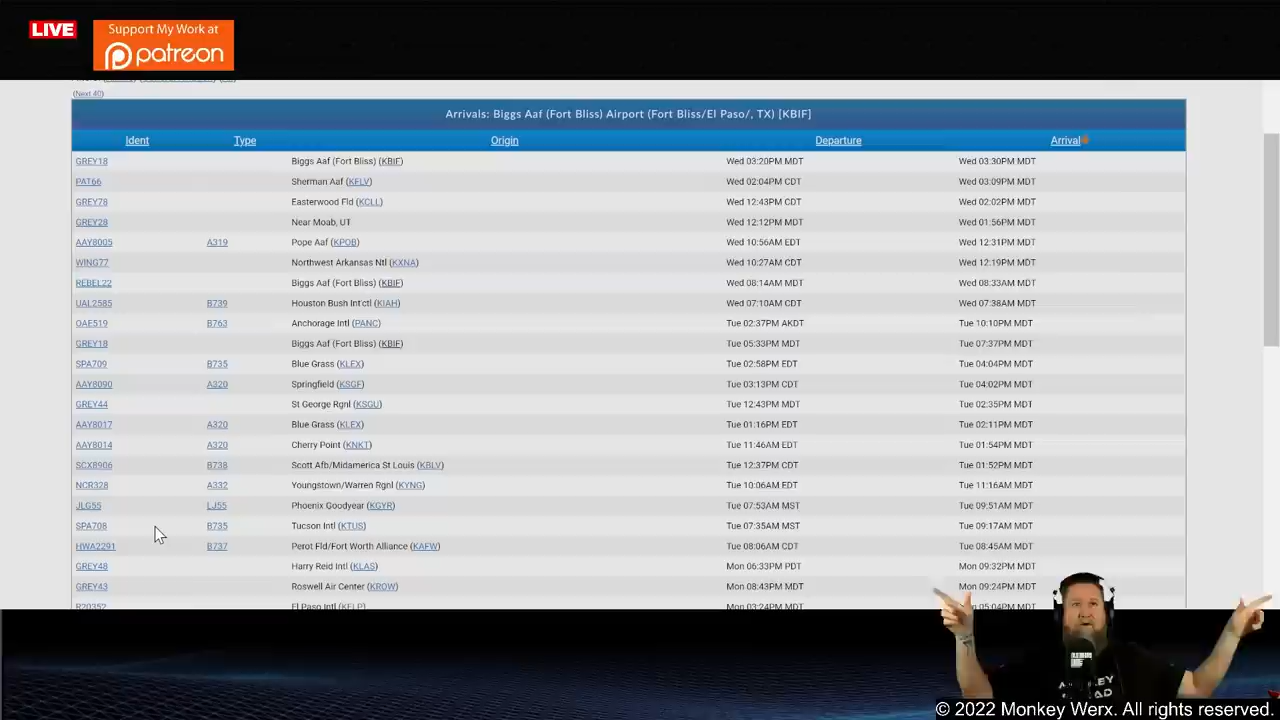 LIVE
Support My Work at
patreon
(Next 40)
Arrivals: Biggs Aaf (Fort Bliss) Airport (Fort Bliss/El Paso/, TX) [KBIF]
Ident Type Origin Departure Arrival
GREY18 Biggs Aaf (Fort Bliss) (KBIF) Wed 03:20PM MDT Wed 03:30PM MDT
PAT66 Sherman Aaf (KFLV) Wed 02:04PM CDT Wed 03:09PM MDT
GREY78 Easterwood Fld (KCLL) Wed 12:43PM CDT Wed 02:02PM MDT
GREY28 Near Moab, UT Wed 12:12PM MDT Wed 01:56PM MDT
AAY8005 A319 Pope Aaf (KPOB) Wed 10:56AM EDT Wed 12:31PM MDT
WING77 Northwest Arkansas Ntl (KXNA) Wed 10:27AM CDT Wed 12:19PM MDT
REBEL22 Biggs Aaf (Fort Bliss) (KBIF) Wed 08:14AM MDT Wed 08:33AM MDT
UAL2585 B739 Houston Bush Int'ctl (KIAH) Wed 07:10AM CDT Wed 07:38AM MDT
OAE519 B763 Anchorage Intl (PANC) Tue 02:37PM AKDT Tue 10:10PM MDT
GREY18 Biggs Aaf (Fort Bliss) (KBIF) Tue 05:33PM MDT Tue 07:37PM MDT
SPA709 B735 Blue Grass (KLEX) Tue 02:58PM EDT Tue 04:04PM MDT
AAY8090 A320 Springfield (KSGF) Tue 03:13PM CDT Tue 04:02PM MDT
GREY44 St George Rgnl (KSGU) Tue 12:43PM MDT Tue 02:35PM MDT
AAY8017 A320 Blue Grass (KLEX) Tue 01:16PM EDT Tue 02:11PM MDT
AAY8014 A320 Cherry Point (KNKT) Tue 11:46AM EDT Tue 01:54PM MDT
SCX8906 B738 Scott Afb/Midamerica St Louis (KBLV) Tue 12:37PM CDT Tue 01:52PM MDT
NCR328 A332 Youngstown/Warren Rgnl (KYNG) Tue 10:06AM EDT Tue 11:16AM MDT
JLG55 LJ55 Phoenix Goodyear (KGYR) Tue 07:53AM MST Tue 09:51AM MDT
SPA708 B735 Tucson Intl (KTUS) Tue 07:35AM MST Tue 09:17AM MDT
HWA2291 B737 Perot Fld/Fort Worth Alliance (KAFW) Tue 08:06AM CDT Tue 08:45AM MDT
GREY48 Harry Reid Intl (KLAS) Mon 06:33PM PDT Mon 09:32PM MDT
GREY43 Roswell Air Center (KROW) Mon 08:43PM MDT Mon 09:24PM MDT
R20352 El Paso Intl (KELP) Mon 03:24PM MDT Mon 05:04PM MDT
© 2022 Monkey Werx. All rights reserved.